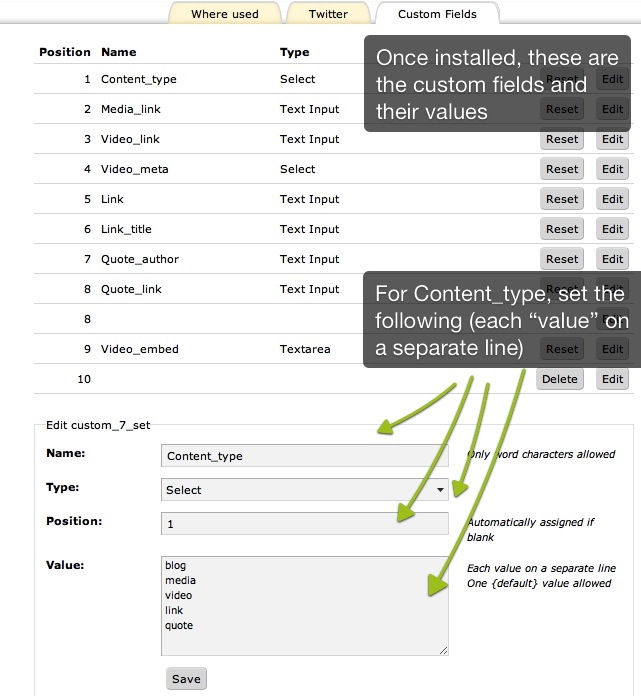 Where used Twitter Custom Fields
Position Name Type
Once installed, these are
the custom fields and
their values
1 Content_type Select Reset Edit
2 Media_link Text Input Reset Edit
3 Video_link Text Input Reset Edit
4 Video_meta Select Reset Edit
5 Link Text Input Reset Edit
6 Link_title Text Input Reset Edit
7 Quote_author Text Input Reset Edit
8 Quote_link Text Input Reset Edit
For Content_type, set the
following (each “value” on
a separate line)
8 Edit
9 Video_embed Textarea Reset Edit
10 Delete Edit
Edit custom_7_set
Name: Content_type Only word characters allowed
Type: Select
Position: 1 Automatically assigned if
blank
Value: blog Each value on a separate line
media One {default} value allowed
video
link
quote
Save